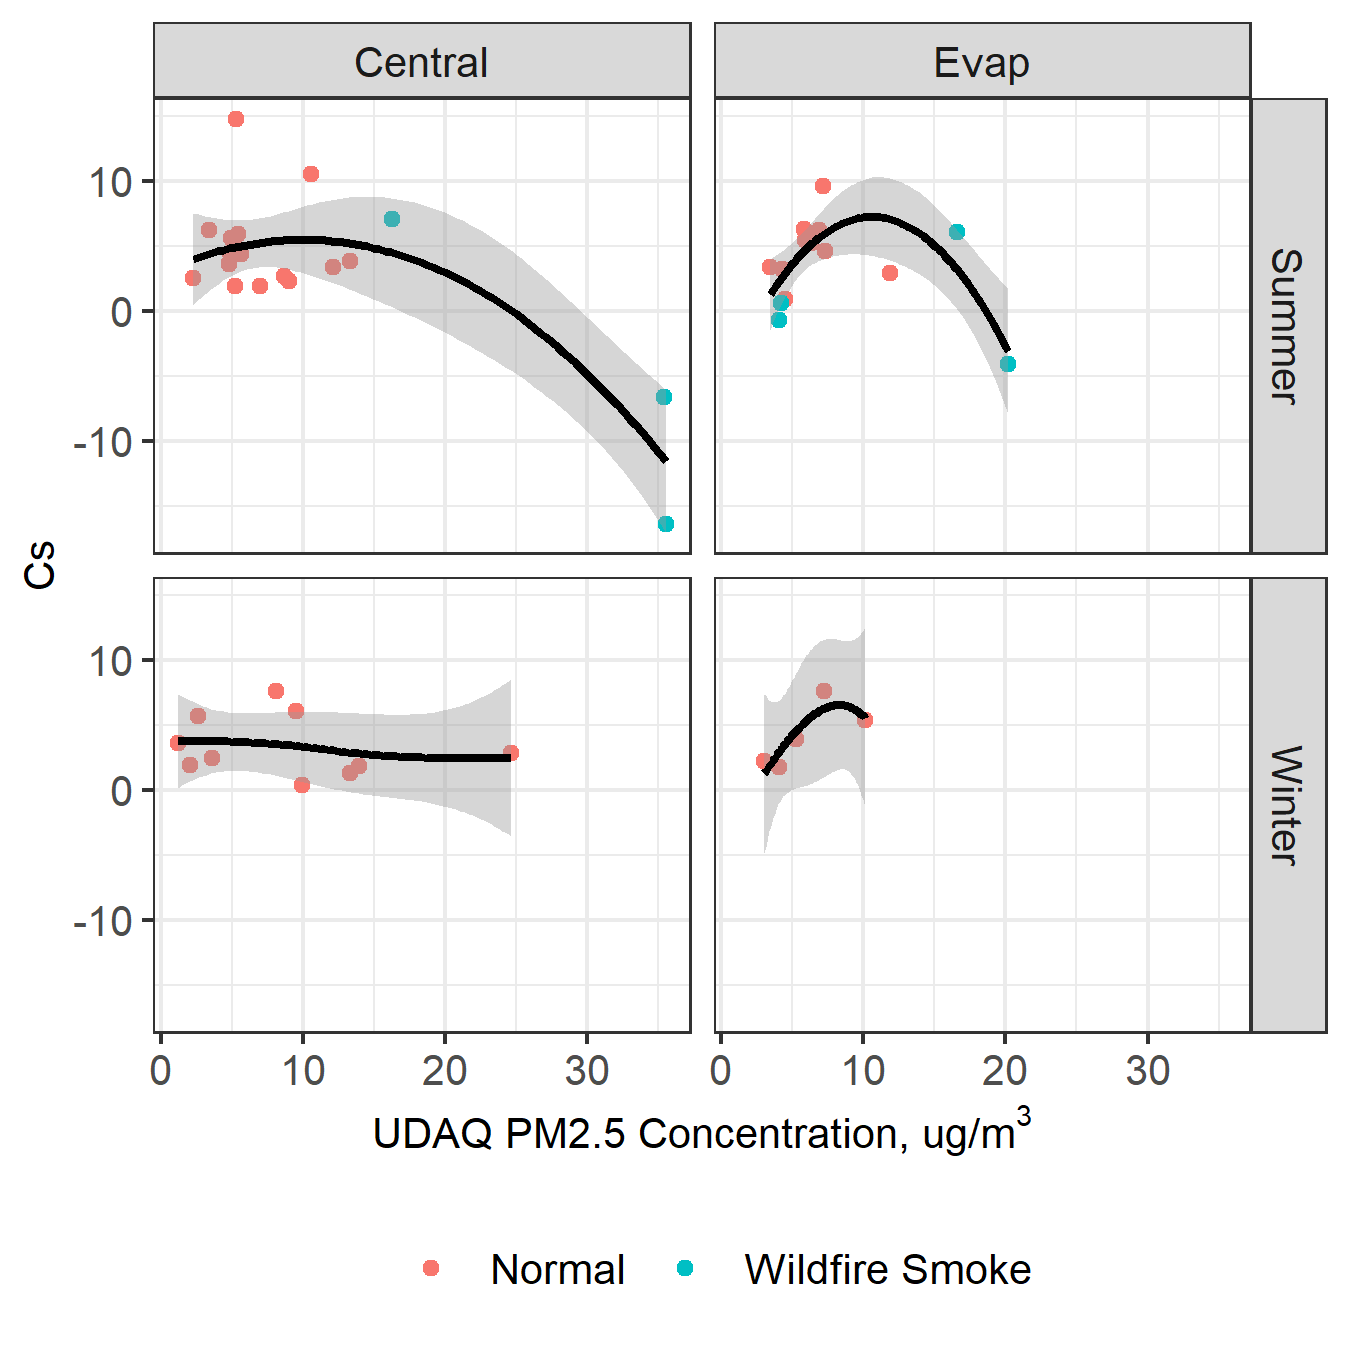 Central
Evap
10
0
-10
Summer
Cs
10
0
-10
Winter
0 10 20 30
0 10 20 30
UDAQ PM2.5 Concentration, ug/m³
Normal
Wildfire Smoke